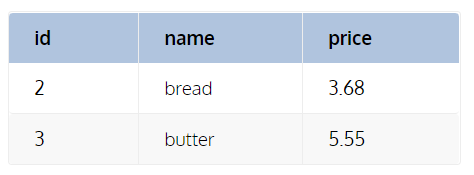 id name price
2 bread 3.68
3 butter 5.55